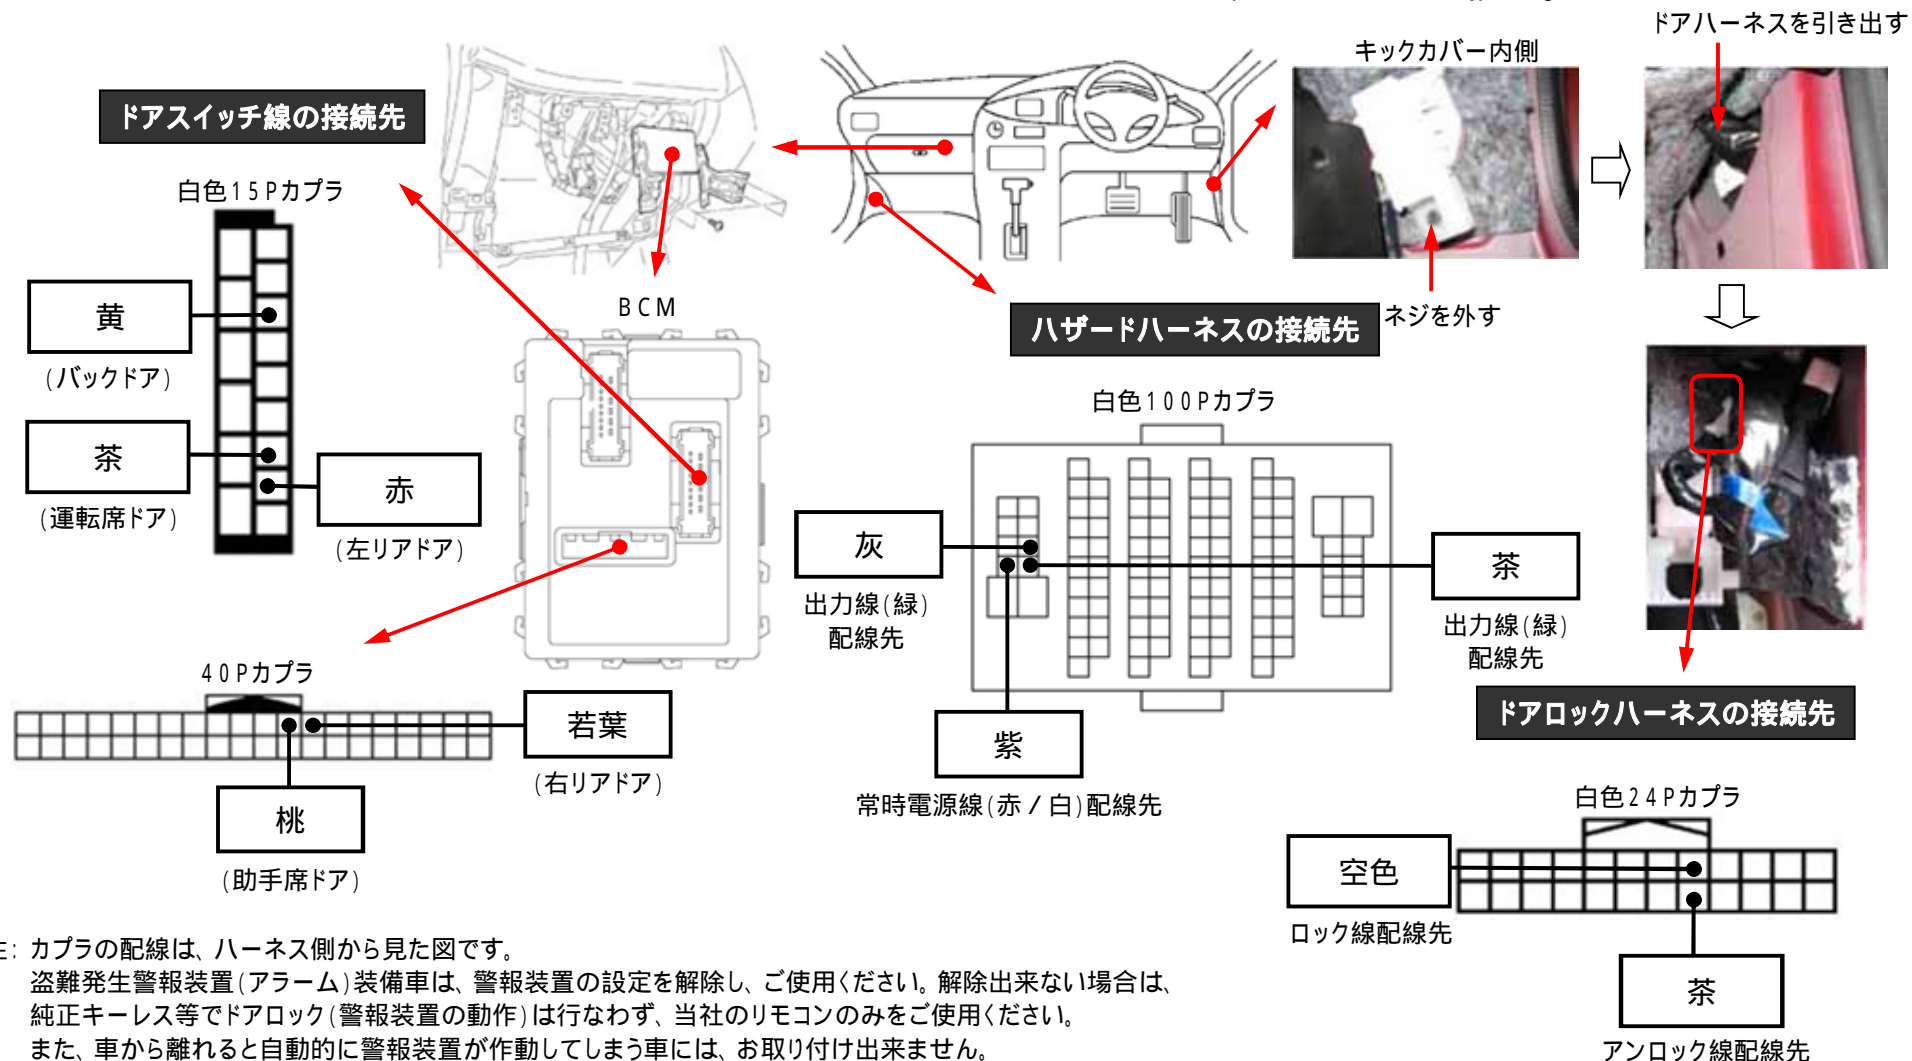 ドアハーネスを引き出す
キックカバー内側
ドアスイッチ線の接続先
白色15Pカプラ
黄
(バックドア)
茶
(運転席ドア)
赤
(左リアドア)
BCM
ハザードハーネスの接続先
ネジを外す
白色100Pカプラ
灰
出力線(緑)
配線先
茶
出力線(緑)
配線先
紫
常時電源線(赤/白)配線先
40Pカプラ
若葉
(右リアドア)
桃
(助手席ドア)
ドアロックハーネスの接続先
白色24Pカプラ
空色
ロック線配線先
茶
アンロック線配線先
: カプラの配線は、ハーネス側から見た図です。
盗難発生警報装置(アラーム)装備車は、警報装置の設定を解除し、ご使用ください。解除出来ない場合は、
純正キーレス等でドアロック(警報装置の動作)は行なわず、当社のリモコンのみをご使用ください。
また、車から離れると自動的に警報装置が作動してしまう車には、お取り付け出来ません。